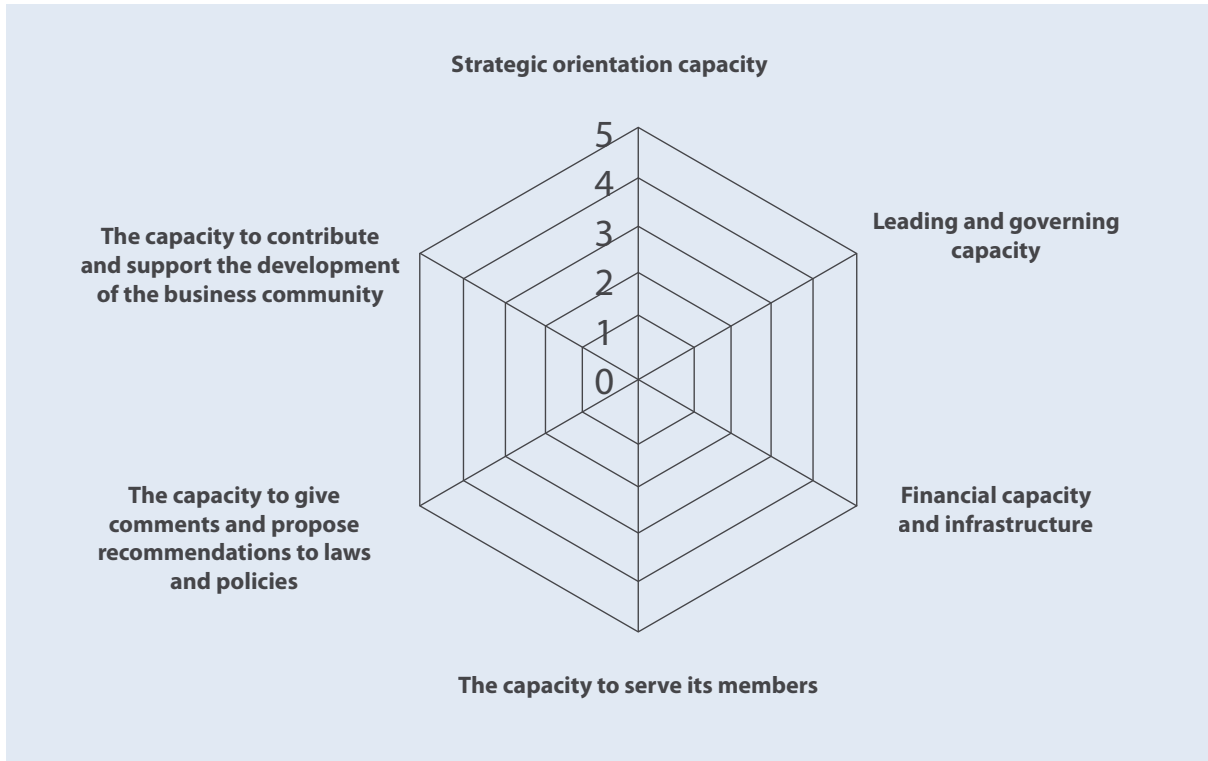 Strategic orientation capacity
5
4
3
2
1
0
Leading and governing
capacity
Financial capacity
and infrastructure
The capacity to serve its members
The capacity to give
comments and propose
recommendations to laws
and policies
The capacity to contribute
and support the development
of the business community